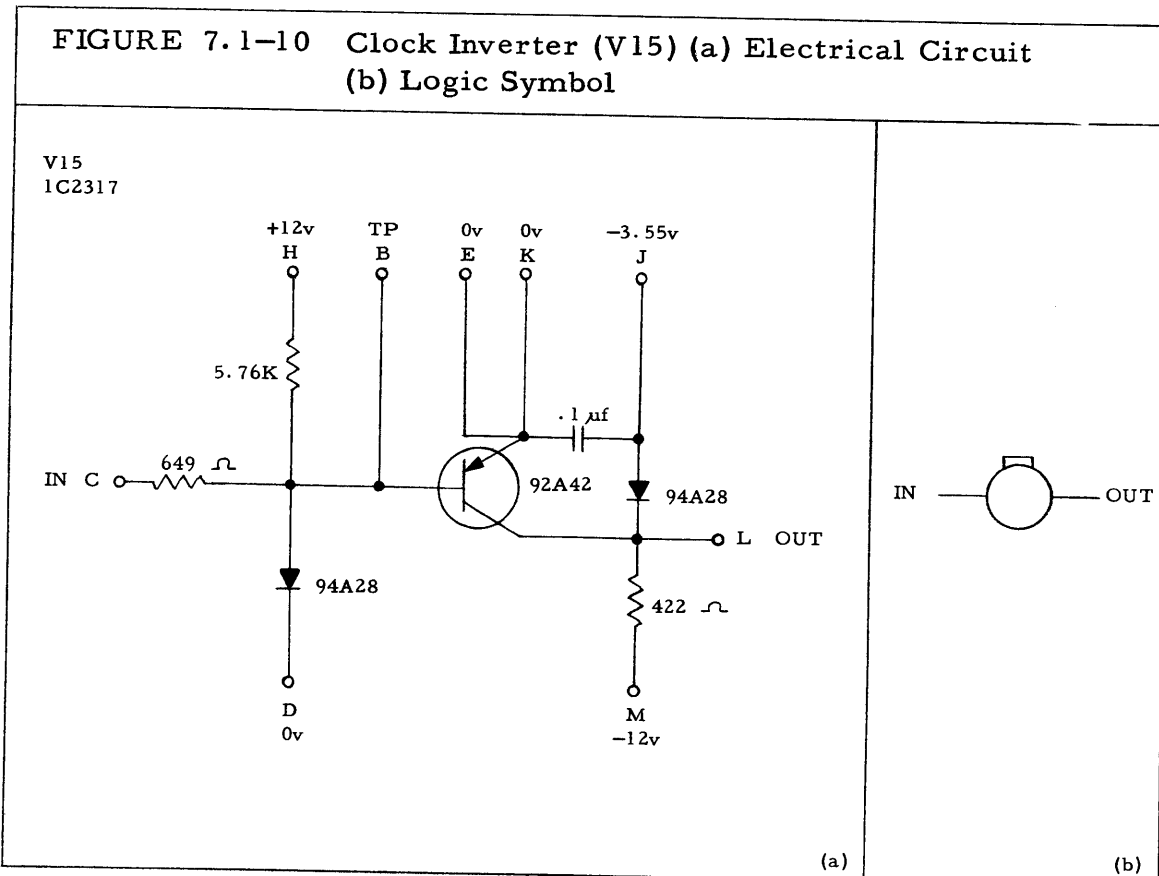 FIGURE 7.1–10 Clock Inverter (V15) (a) Electrical Circuit
(b) Logic Symbol
V15
1C2317
+12v TP 0v 0v –3.55v
H B E K J
5.76K
.1 µf
649 Ω
IN C
92A42
94A28
IN OUT
L OUT
94A28
422 Ω
D
0v
M
–12v
(a) (b)